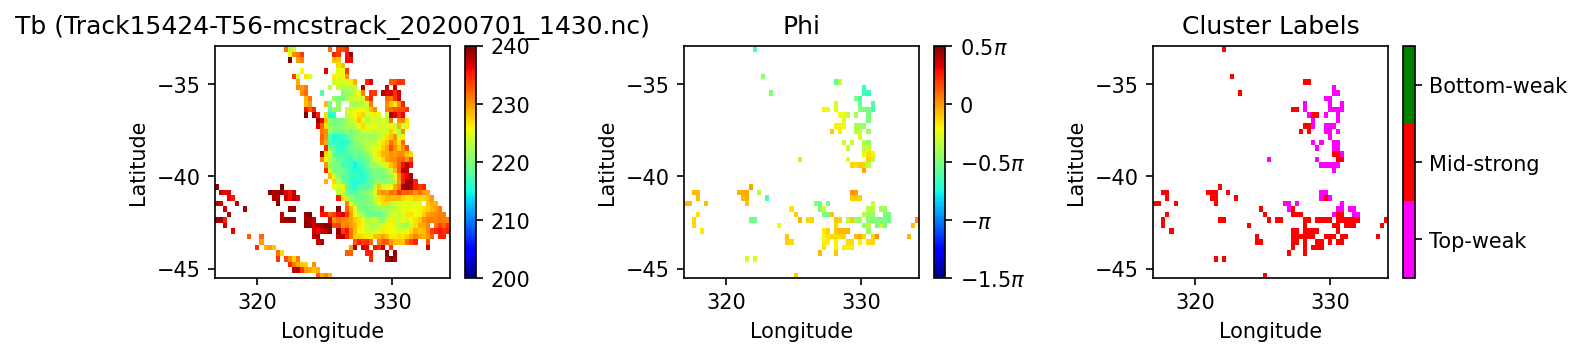 Tb (Track15424-T56-mcstrack_20200701_1430.nc)
Phi
Cluster Labels
Latitude
−35
−40
−45
320
330
Longitude
240
230
220
210
200
Latitude
−35
−40
−45
320
330
Longitude
0.5π
0
−0.5π
−π
−1.5π
Latitude
−35
−40
−45
320
330
Longitude
Bottom-weak
Mid-strong
Top-weak